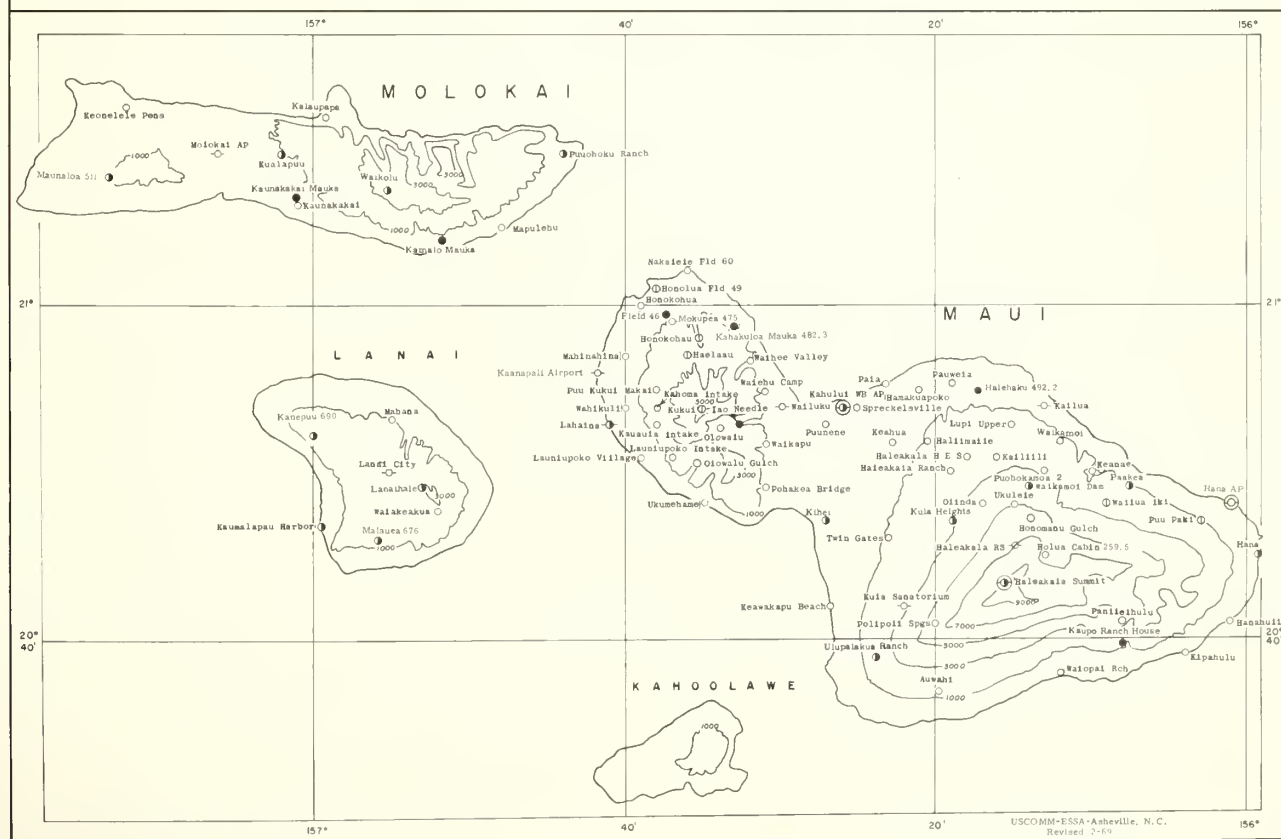 157°
40'
20'
156°
MOLOKAI
Keonelele Pens
Kalaupapa
Molokai AP
Kualapuu
Puuohoku Ranch
1000
Maunaloa 511
Waikolu
3000
3000
Kaunakakai Mauka
Kaunakakai
1000
Mapulehu
Kamalo Mauka
Nakalele Fld 60
Honolua Fld 49
21°
Honokohua
21°
Field 46
Mokupea 475
MAUI
Honokohau
Kahakuloa Mauka 482.3
LANAI
Mahinahina
Haelaau
Waihee Valley
Kaanapali Airport
Paia
Pauwela
Puu Kukui Makai
Kahoma Intake
Waiehu Camp
Kahului WB AP
Hamakuapoko
Halehaku 492.2
Kanepuu 690
Mahana
Wahikuli
Kukui
5000
Iao Needle
Wailuku
Spreckelsville
Kailua
Lahaina
Kauaula Intake
Olowalu
Puunene
Lupi Upper
Keahua
Haliimaile
Waikamoi
Launiupoko Intake
Waikapu
Launiupoko Village
Olowalu Gulch
Haleakala H E S
Kailiili
Lanai City
Haleakala Ranch
Puohokamoa 2
Keanae
Lanaihale
3000
3000
Waikamoi Dam
Paakea
Pohakea Bridge
Waiakeakua
Ukumehame
1000
Olinda
Ukulele
Wailua Iki
Hana AP
Kaumalapau Harbor
Malauea 676
Kihei
Kula Heights
Honomanu Gulch
Puu Paki
1000
Twin Gates
Haleakala RS
Holua Cabin 259.5
Hana
Haleakala Summit
9000
Keawakapu Beach
Kula Sanatorium
Polipoli Spgs
7000
Panileihulu
Hanahuli
20°
40'
Kaupo Ranch House
20°
40'
Ulupalakua Ranch
5000
Kipahulu
3000
KAHOOLAWE
Auwahi
Waiopai Rch
1000
1000
157°
40'
20'
156°
USCOMM-ESSA-Asheville, N.C.
Revised 2-69